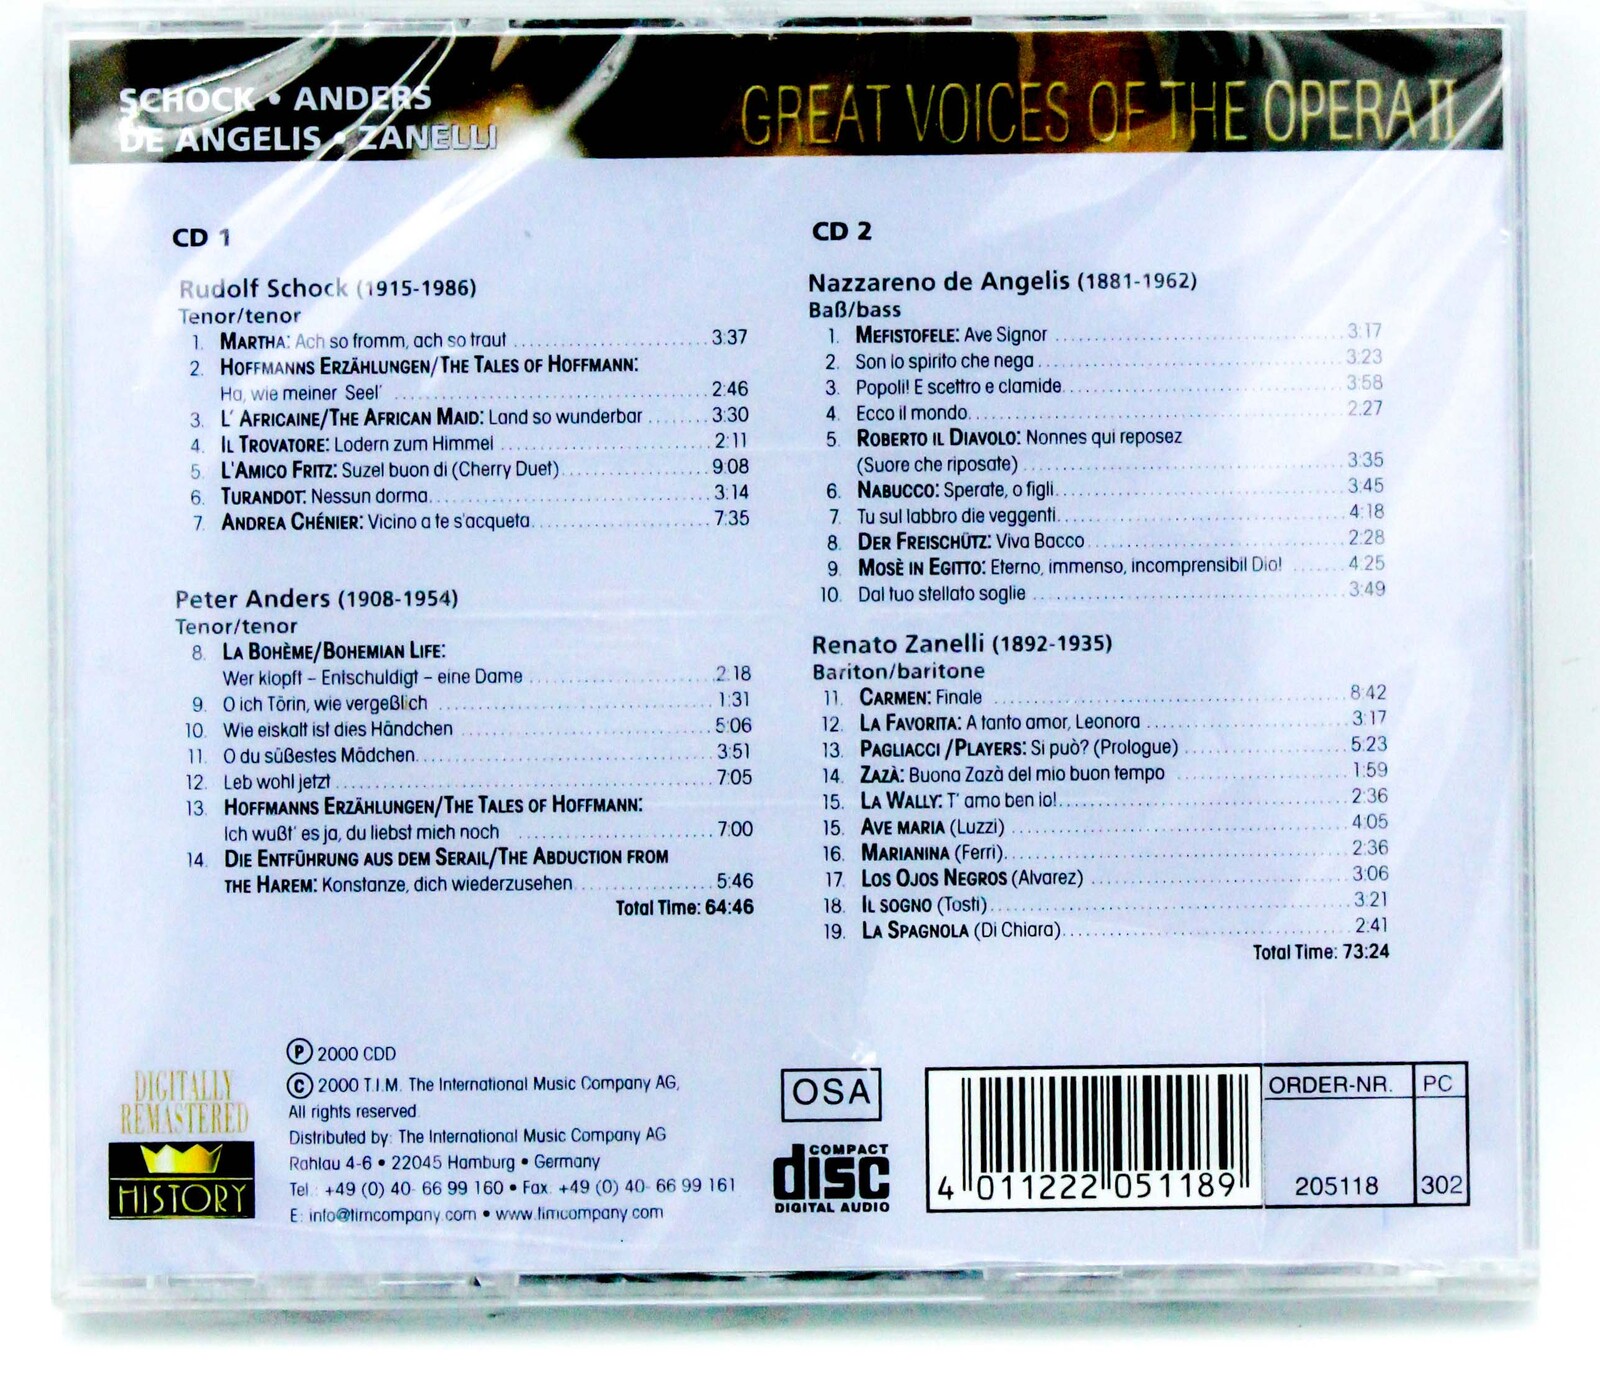 SCHOCK • ANDERS
DE ANGELIS • ZANELLI
GREAT VOICES OF THE OPERA II
CD 1
Rudolf Schock (1915-1986)
Tenor/tenor
1. MARTHA: Ach so fromm, ach so traut 3:37
2. HOFFMANNS ERZÄHLUNGEN/THE TALES OF HOFFMANN:
Ha, wie meiner Seel' 2:46
3. L' AFRICAINE/THE AFRICAN MAID: Land so wunderbar 3:30
4. IL TROVATORE: Lodern zum Himmel 2:11
5. L'AMICO FRITZ: Suzel buon di (Cherry Duet) 9:08
6. TURANDOT: Nessun dorma 3:14
7. ANDREA CHÉNIER: Vicino a te s'acqueta 7:35
Peter Anders (1908-1954)
Tenor/tenor
8. LA BOHÈME/BOHEMIAN LIFE:
Wer klopft – Entschuldigt – eine Dame 2:18
9. O ich Törin, wie vergeßlich 1:31
10. Wie eiskalt ist dies Händchen 5:06
11. O du süßestes Mädchen 3:51
12. Leb wohl jetzt 7:05
13. HOFFMANNS ERZÄHLUNGEN/THE TALES OF HOFFMANN:
Ich wußt' es ja, du liebst mich noch 7:00
14. DIE ENTFÜHRUNG AUS DEM SERAIL/THE ABDUCTION FROM
THE HAREM: Konstanze, dich wiederzusehen 5:46
Total Time: 64:46
CD 2
Nazzareno de Angelis (1881-1962)
Baß/bass
1. MEFISTOFELE: Ave Signor 3:17
2. Son lo spirito che nega 3:23
3. Popoli! E scettro e clamide 3:58
4. Ecco il mondo 2:27
5. ROBERTO IL DIAVOLO: Nonnes qui reposez
(Suore che riposate) 3:35
6. NABUCCO: Sperate, o figli 3:45
7. Tu sul labbro die veggenti 4:18
8. DER FREISCHÜTZ: Viva Bacco 2:28
9. MOSÈ IN EGITTO: Eterno, immenso, incomprensibil Dio! 4:25
10. Dal tuo stellato soglie 3:49
Renato Zanelli (1892-1935)
Bariton/baritone
11. CARMEN: Finale 8:42
12. LA FAVORITA: A tanto amor, Leonora 3:17
13. PAGLIACCI /PLAYERS: Si può? (Prologue) 5:23
14. ZAZÀ: Buona Zazà del mio buon tempo 1:59
15. LA WALLY: T' amo ben io! 2:36
15. AVE MARIA (Luzzi) 4:05
16. MARIANINA (Ferri) 2:36
17. LOS OJOS NEGROS (Alvarez) 3:06
18. IL SOGNO (Tosti) 3:21
19. LA SPAGNOLA (Di Chiara) 2:41
Total Time: 73:24
DIGITALLY
REMASTERED
HISTORY
Ⓟ 2000 CDD
© 2000 T.I.M. The International Music Company AG,
All rights reserved
Distributed by: The International Music Company AG
Rahlau 4-6 • 22045 Hamburg • Germany
Tel.: +49 (0) 40- 66 99 160 • Fax +49 (0) 40- 66 99 161
E: info@timcompany.com • www.timcompany.com
OSA
COMPACT
disc
DIGITAL AUDIO
4 011222 051189
ORDER-NR. PC
205118 302